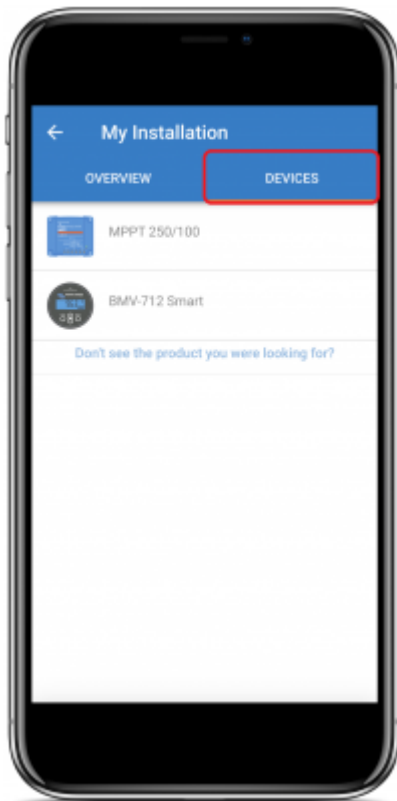 My Installation
OVERVIEW DEVICES
MPPT 250/100
BMV-712 Smart
Don't see the product you were looking for?